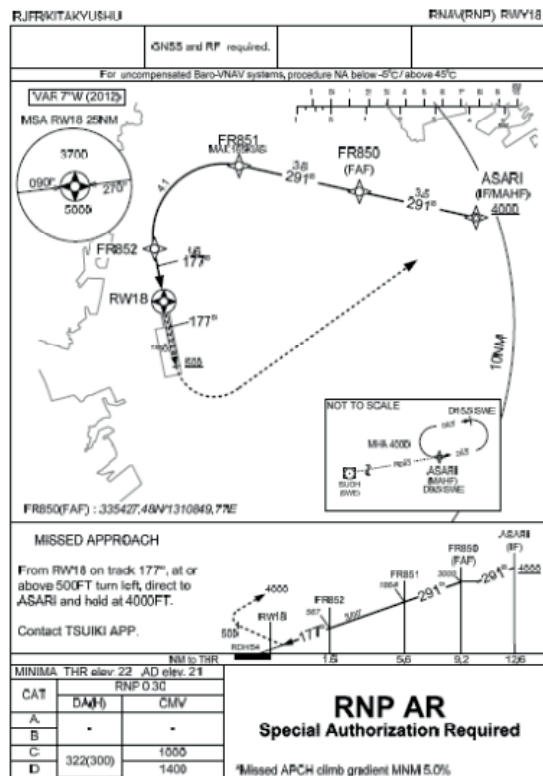 RJFR/KITAKYUSHU
RNAV(RNP) RWY18
GNSS and RF required.
For uncompensated Baro-VNAV systems, procedure NA below -5°C / above 45°C
VAR 7°W (2012)
MSA RW18 25NM
3700
090°
270°
5000
FR851
FR850
(FAF)
ASARI
(IF/MAHF)
4000
291°
291°
4.1
FR852
177°
RW18
177°
500
10NM
NOT TO SCALE
MHA 4000
ASARI
(MAHF)
(SWE)
FR850(FAF) : 335427.48N/1310849.77E
MISSED APPROACH
From RW18 on track 177°, at or
above 500FT turn left, direct to
ASARI and hold at 4000FT.
Contact TSUIKI APP.
ASARI
(IF)
FR850
(FAF)
FR851
FR852
RW18
4000
500
291°
291°
4000
177°
NM to THR
1.6
5.6
9.2
12.6
MINIMA THR elev. 22 AD elev. 21
CAT
RNP 0.30
DA(H)
CMV
A
B
-
-
C
322(300)
1000
D
1400
RNP AR
Special Authorization Required
*Missed APCH climb gradient MNM 5.0%